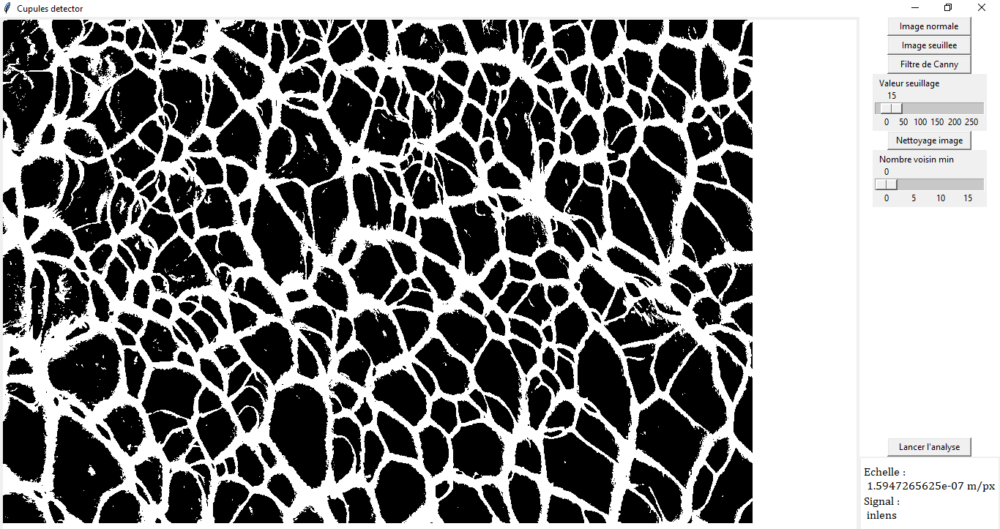 Cupules detector
Image normale
Image seuillee
Filtre de Canny
Valeur seuillage
15
0 50 100 150 200 250
Nettoyage image
Nombre voisin min
0
0 5 10 15
Lancer l'analyse
Echelle :
1.5947265625e-07 m/px
Signal :
inlens